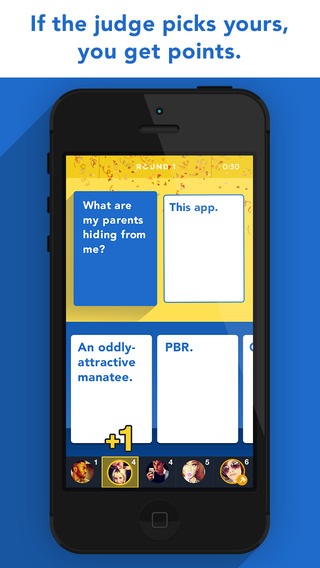 If the judge picks yours,
you get points.
ROUND 1
0:30
What are
my parents
hiding from
me?
This app.
An oddly-
attractive
manatee.
PBR.
+1
1
4
4
5
6